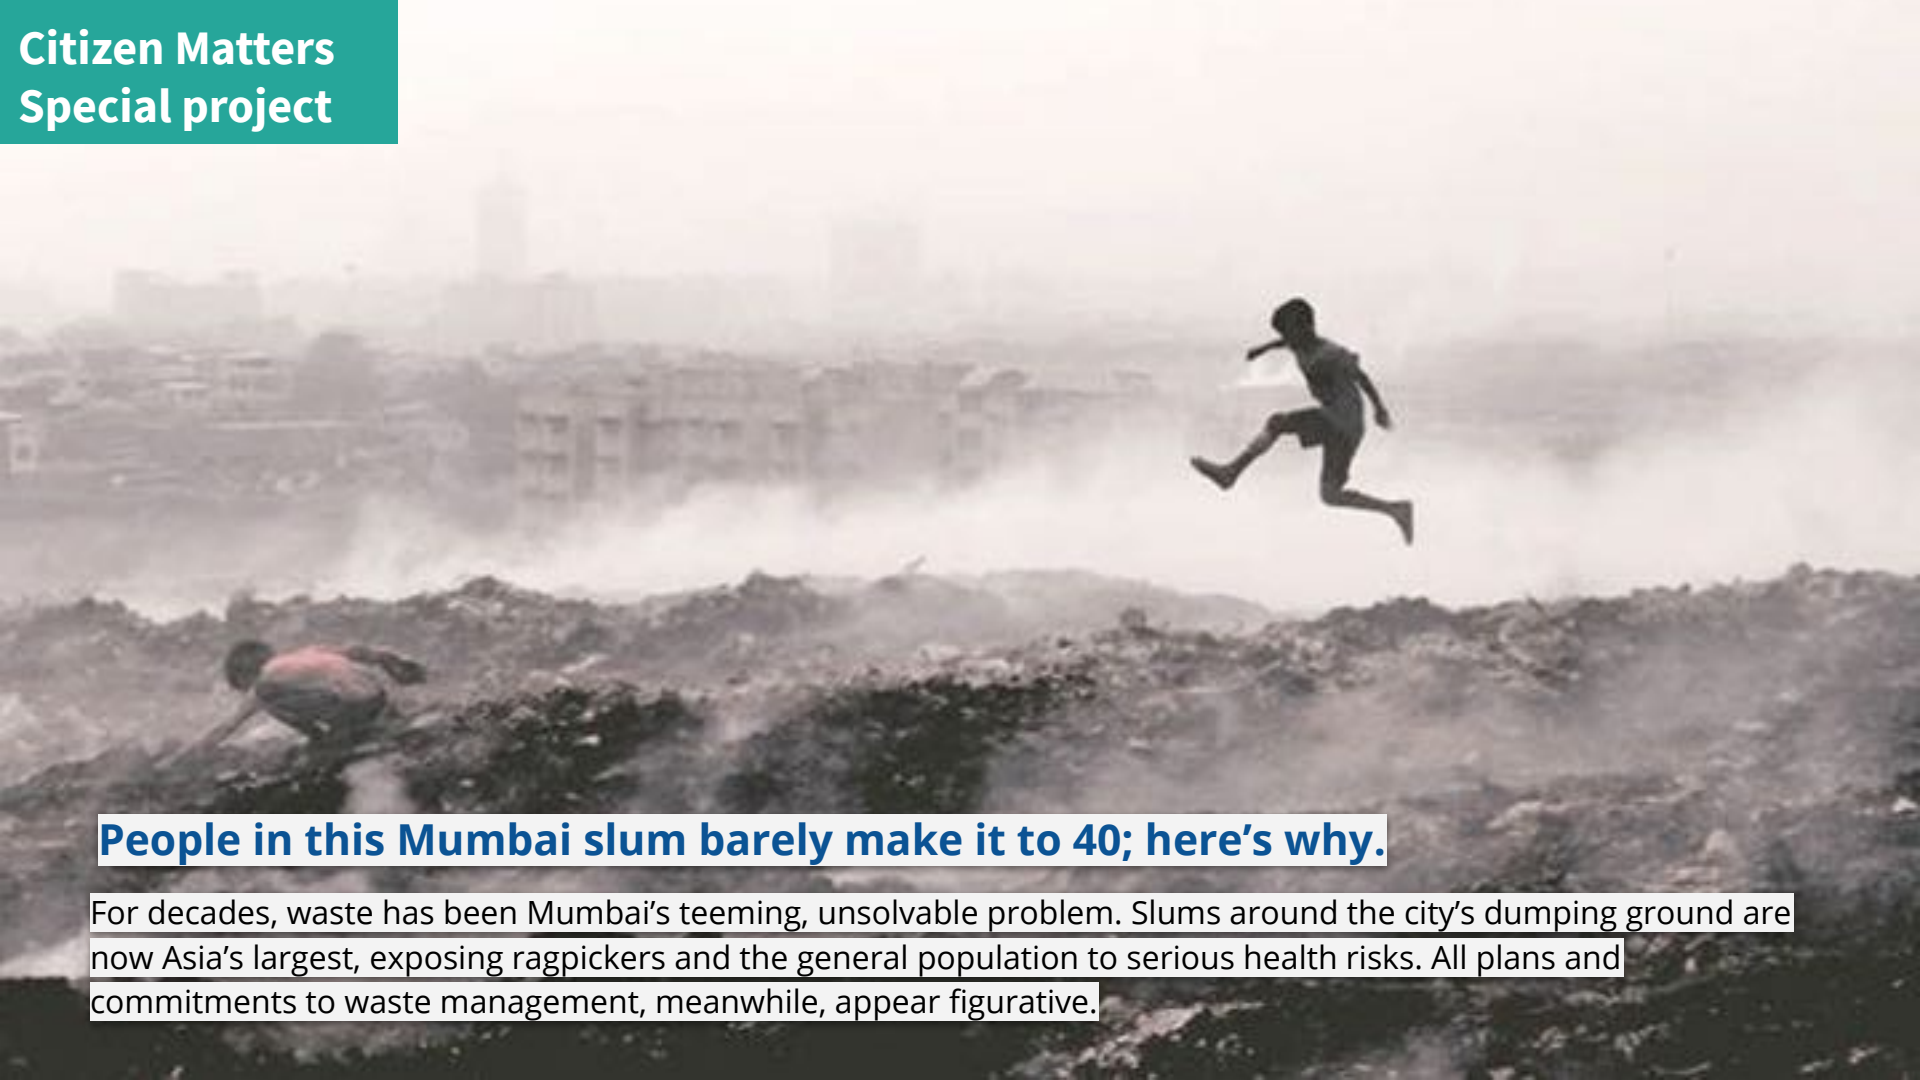 Citizen Matters
Special project
People in this Mumbai slum barely make it to 40; here’s why.
For decades, waste has been Mumbai’s teeming, unsolvable problem. Slums around the city’s dumping ground are
now Asia’s largest, exposing ragpickers and the general population to serious health risks. All plans and
commitments to waste management, meanwhile, appear figurative.